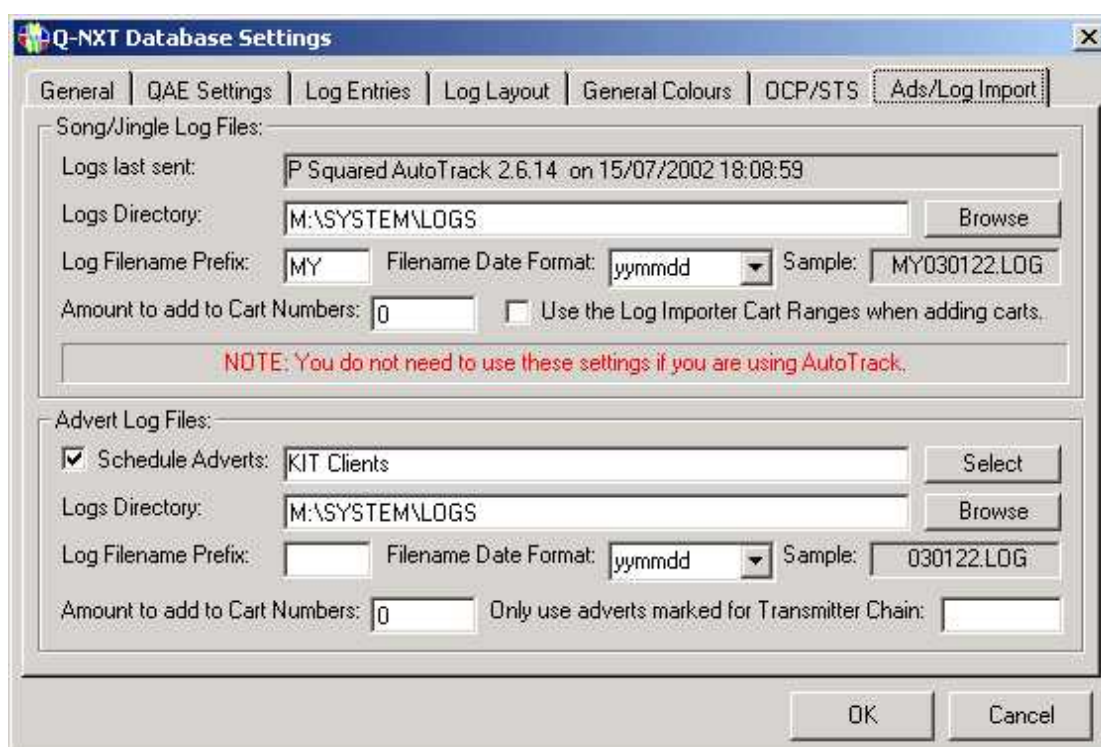 Q-NXT Database Settings
General QAE Settings Log Entries Log Layout General Colours OCP/STS Ads/Log Import
Song/Jingle Log Files:
Logs last sent: P Squared AutoTrack 2.6.14 on 15/07/2002 18:08:59
Logs Directory: M:\SYSTEM\LOGS Browse
Log Filename Prefix: MY Filename Date Format: yymmdd Sample: MY030122.LOG
Amount to add to Cart Numbers: 0 Use the Log Importer Cart Ranges when adding carts.
NOTE: You do not need to use these settings if you are using AutoTrack.
Advert Log Files:
Schedule Adverts: KIT Clients Select
Logs Directory: M:\SYSTEM\LOGS Browse
Log Filename Prefix: Filename Date Format: yymmdd Sample: 030122.LOG
Amount to add to Cart Numbers: 0 Only use adverts marked for Transmitter Chain:
OK Cancel